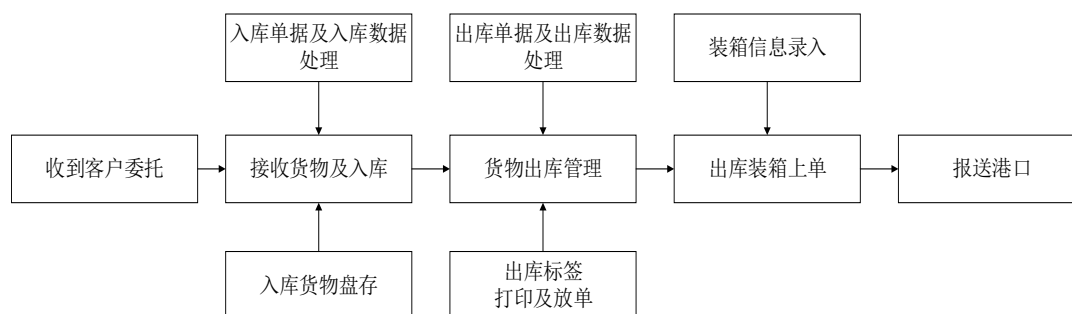 入库单据及入库数据
处理
出库单据及出库数据
处理
装箱信息录入
收到客户委托
接收货物及入库
货物出库管理
出库装箱上单
报送港口
入库货物盘存
出库标签
打印及放单